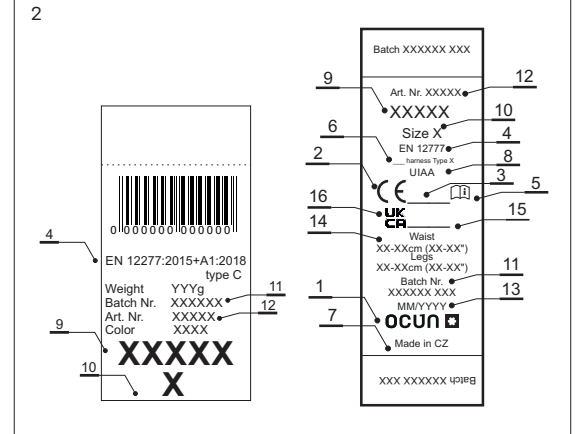 2
4
0 000000 000000 0
EN 12277:2015+A1:2018
type C
Weight YYYg
Batch Nr. XXXXXX
11
Art. Nr. XXXXX
12
Color XXXX
9
XXXXX
10
X
Batch XXXXXX XXX
12
Art. Nr. XXXXX
9
XXXXX
10
Size X
6
4
EN 12777
__ harness Type X
8
UIAA
2
3
CE
5
16
UK
CA
15
14
Waist
XX-XXcm (XX-XX")
Legs
XX-XXcm (XX-XX")
11
Batch Nr.
XXXXXX XXX
13
MM/YYYY
1
OCUN
7
Made in CZ
Batch XXXXXX XXX